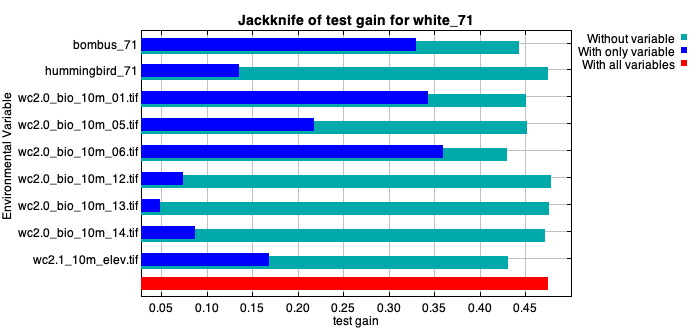 Jackknife of test gain for white_71
Without variable
With only variable
With all variables
Environmental Variable
bombus_71
hummingbird_71
wc2.0_bio_10m_01.tif
wc2.0_bio_10m_05.tif
wc2.0_bio_10m_06.tif
wc2.0_bio_10m_12.tif
wc2.0_bio_10m_13.tif
wc2.0_bio_10m_14.tif
wc2.1_10m_elev.tif
0.05 0.10 0.15 0.20 0.25 0.30 0.35 0.40 0.45
test gain